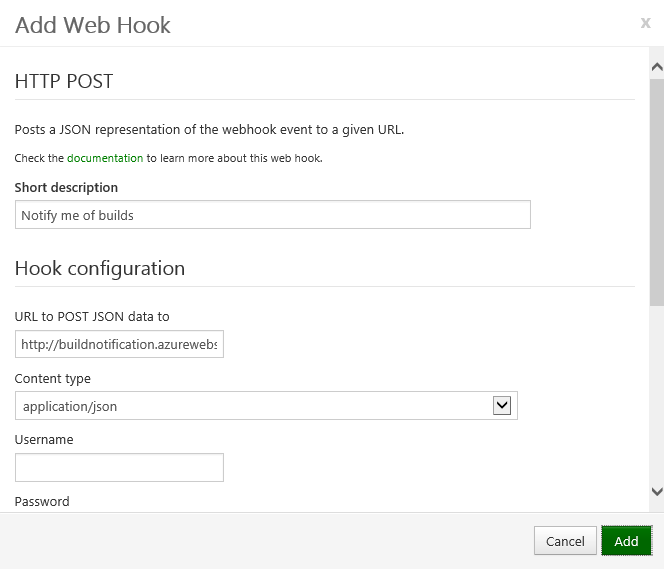 Add Web Hook
x
HTTP POST
Posts a JSON representation of the webhook event to a given URL.
Check the documentation to learn more about this web hook.
Short description
Notify me of builds
Hook configuration
URL to POST JSON data to
http://buildnotification.azurewebs
Content type
application/json
Username
Password
Cancel Add